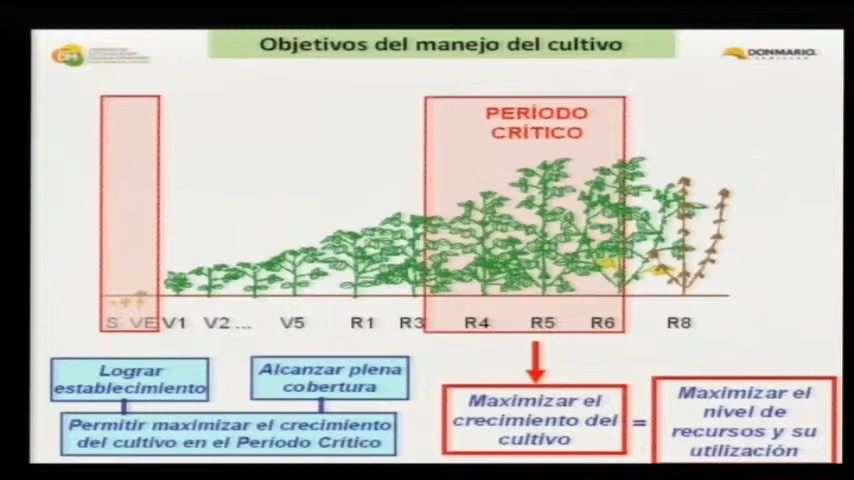 Objetivos del manejo del cultivo
DM
DONMARIO
PERÍODO
CRÍTICO
S VE V1 V2 ... V5 R1 R3 R4 R5 R6 R8
Lograr
establecimiento
Alcanzar plena
cobertura
Permitir maximizar el crecimiento
del cultivo en el Periodo Crítico
Maximizar el
crecimiento del
cultivo
=
Maximizar el
nivel de
recursos y su
utilización